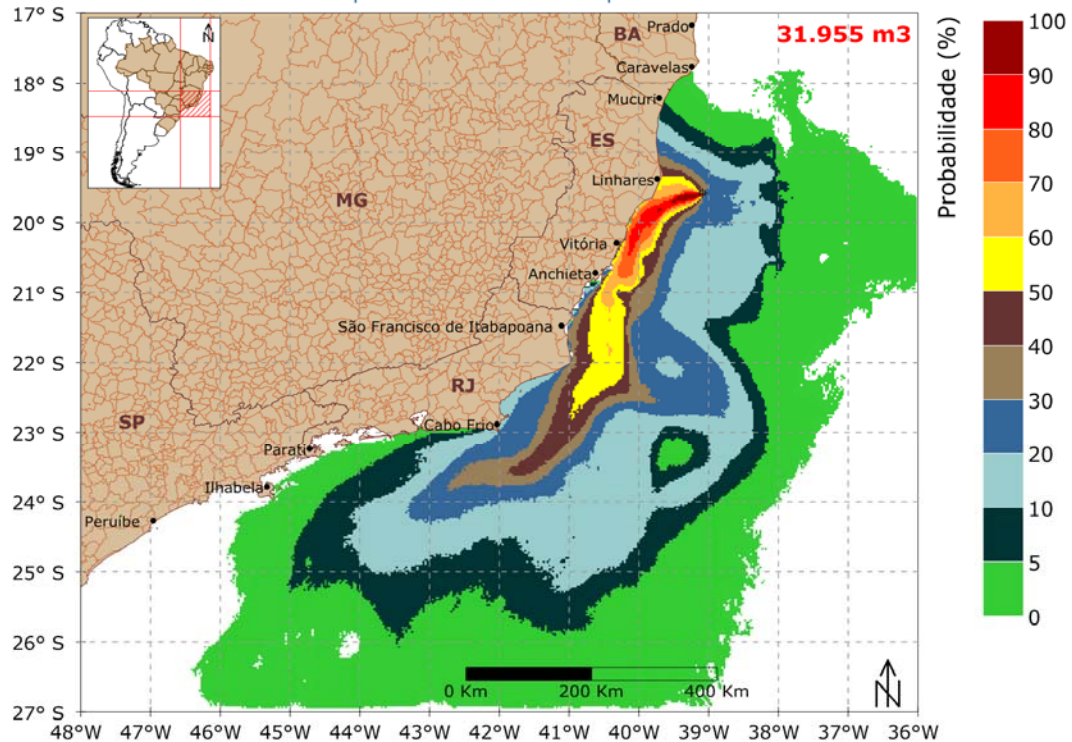 17° S
18° S
19° S
20° S
21° S
22° S
23° S
24° S
25° S
26° S
27° S
48°W
47°W
46°W
45°W
44°W
43°W
42°W
41°W
40°W
39°W
38°W
37°W
36°W
N
31.955 m3
BA
Prado
Caravelas
Mucuri
ES
Linhares
MG
Vitória
Anchieta
São Francisco de Itabapoana
RJ
SP
Cabo Frio
Parati
Ilhabela
Peruíbe
0 Km
200 Km
400 Km
N
Probabilidade (%)
100
90
80
70
60
50
40
30
20
10
5
0